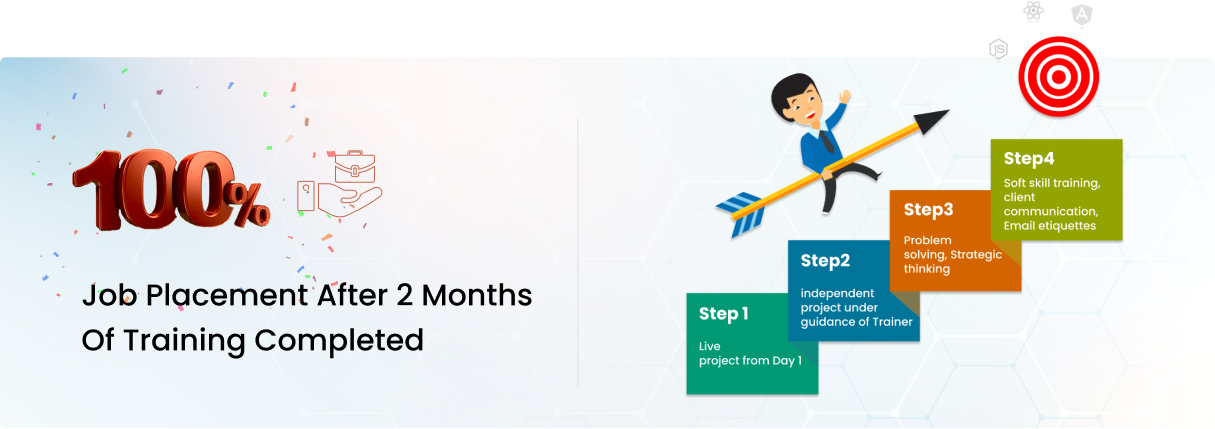 100%
Job Placement After 2 Months
Of Training Completed
Step 1
Live
project from Day 1
Step2
independent
project under
guidance of Trainer
Step3
Problem
solving, Strategic
thinking
Step4
Soft skill training,
client
communication,
Email etiquettes
JS
A